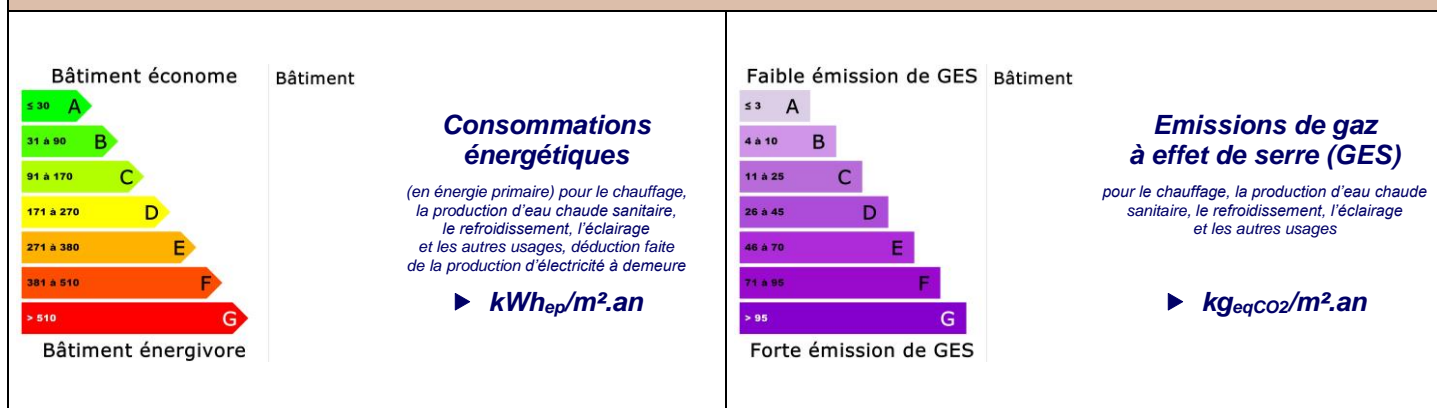 Bâtiment économe
Bâtiment
≤ 30 A
31 à 90 B
91 à 170 C
171 à 270 D
271 à 380 E
381 à 510 F
> 510 G
Bâtiment énergivore
Consommations
énergétiques
(en énergie primaire) pour le chauffage,
la production d'eau chaude sanitaire,
le refroidissement, l'éclairage
et les autres usages, déduction faite
de la production d'électricité à demeure
► kWhep/m².an
Faible émission de GES
Bâtiment
≤ 3 A
4 à 10 B
11 à 25 C
26 à 45 D
46 à 70 E
71 à 95 F
> 95 G
Forte émission de GES
Emissions de gaz
à effet de serre (GES)
pour le chauffage, la production d'eau chaude
sanitaire, le refroidissement, l'éclairage
et les autres usages
► kgeqCO2/m².an